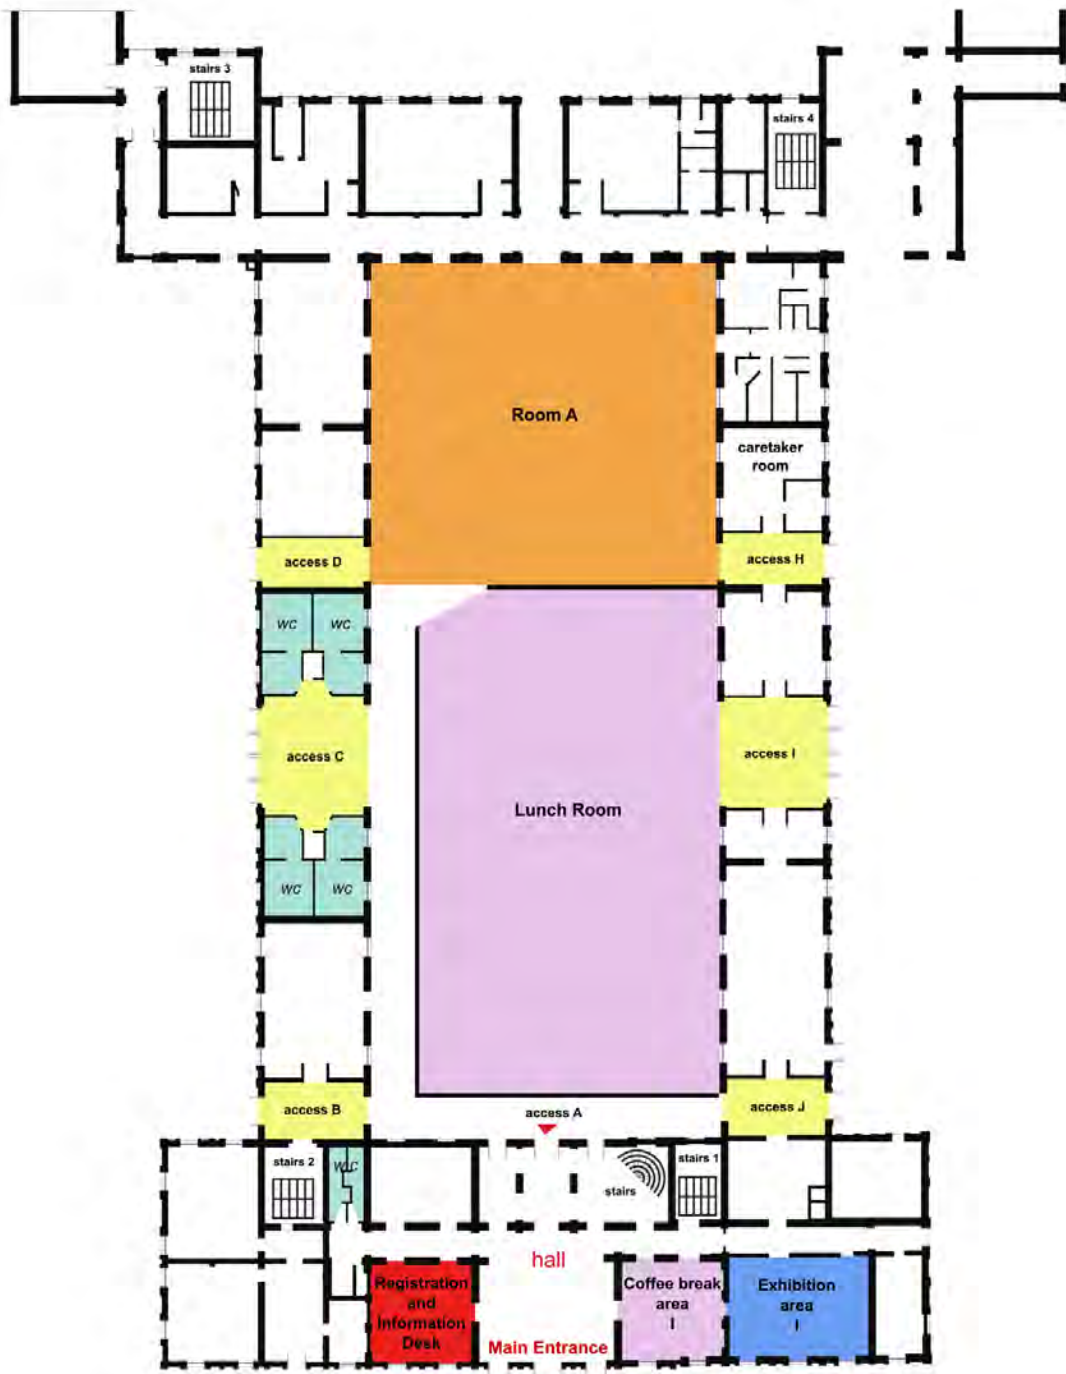 stairs 3
stairs 4
Room A
caretaker
room
access D
access H
WC
WC
access C
access I
Lunch Room
WC
WC
access B
access J
access A
stairs 2
WC
stairs 1
stairs
hall
Registration
and
Information
Desk
Coffee break
area
I
Exhibition
area
I
Main Entrance